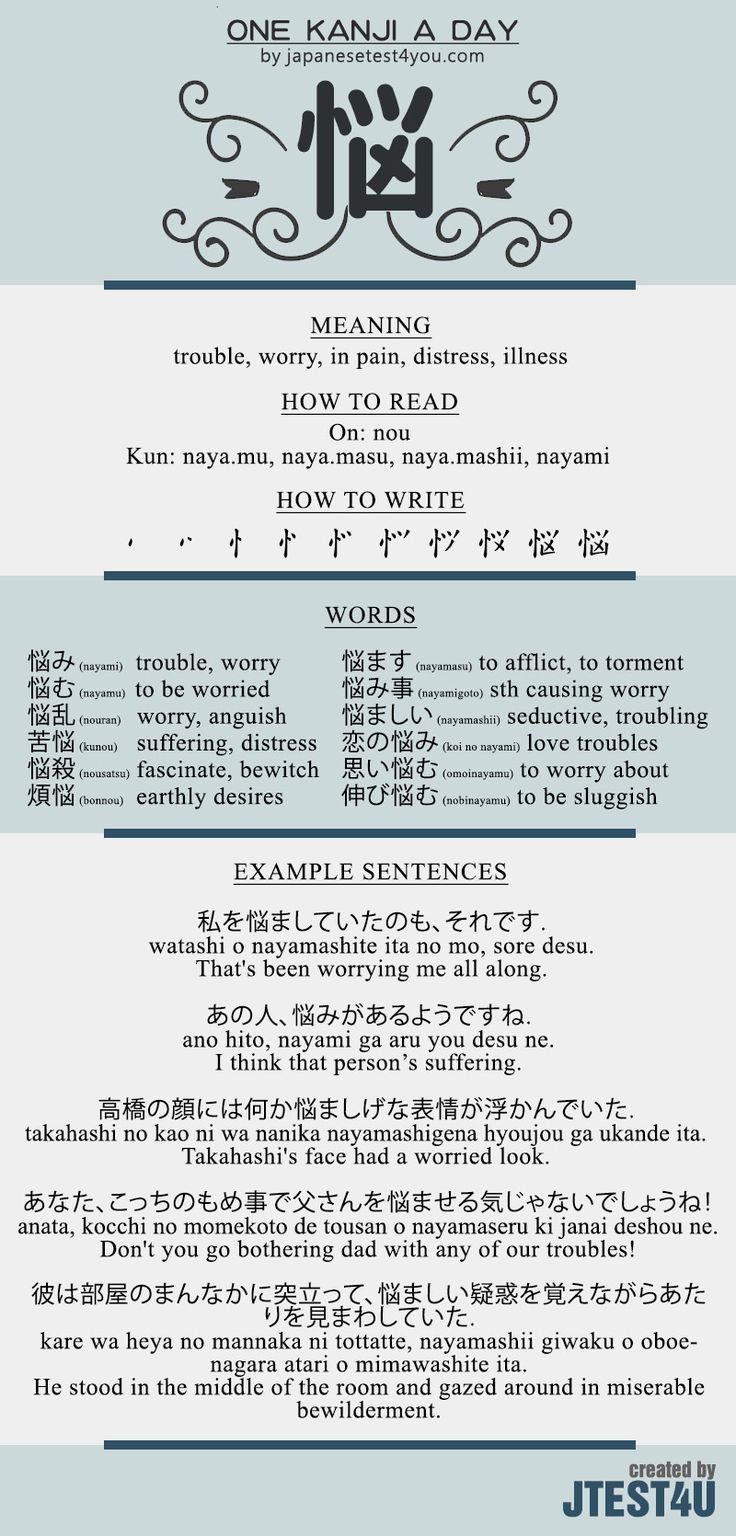 ONE KANJI A DAY
by japanesetest4you.com
悩
MEANING
trouble, worry, in pain, distress, illness
HOW TO READ
On: nou
Kun: naya.mu, naya.masu, naya.mashii, nayami
HOW TO WRITE
悩
WORDS
悩み (nayami) trouble, worry
悩む (nayamu) to be worried
悩乱 (nouran) worry, anguish
苦悩 (kunou) suffering, distress
悩殺 (nousatsu) fascinate, bewitch
煩悩 (bonnou) earthly desires
悩ます (nayamasu) to afflict, to torment
悩み事 (nayamigoto) sth causing worry
悩ましい (nayamashii) seductive, troubling
恋の悩み (koi no nayami) love troubles
思い悩む (omoinayamu) to worry about
伸び悩む (nobinayamu) to be sluggish
EXAMPLE SENTENCES
私を悩ましていたのも、それです.
watashi o nayamashite ita no mo, sore desu.
That's been worrying me all along.
あの人、悩みがあるようですね.
ano hito, nayami ga aru you desu ne.
I think that person’s suffering.
高橋の顔には何か悩ましげな表情が浮かんでいた.
takahashi no kao ni wa nanika nayamashigena hyoujou ga ukande ita.
Takahashi's face had a worried look.
あなた、こっちのもめ事で父さんを悩ませる気じゃないでしょうね!
anata, kocchi no momekoto de tousan o nayamaseru ki janai deshou ne.
Don't you go bothering dad with any of our troubles!
彼は部屋のまんなかに突立って、悩ましい疑惑を覚えながらあた
りを見まわしていた.
kare wa heya no mannaka ni tottatte, nayamashii giwaku o oboe-
nagara atari o mimawashite ita.
He stood in the middle of the room and gazed around in miserable
bewilderment.
created by
JTEST4U